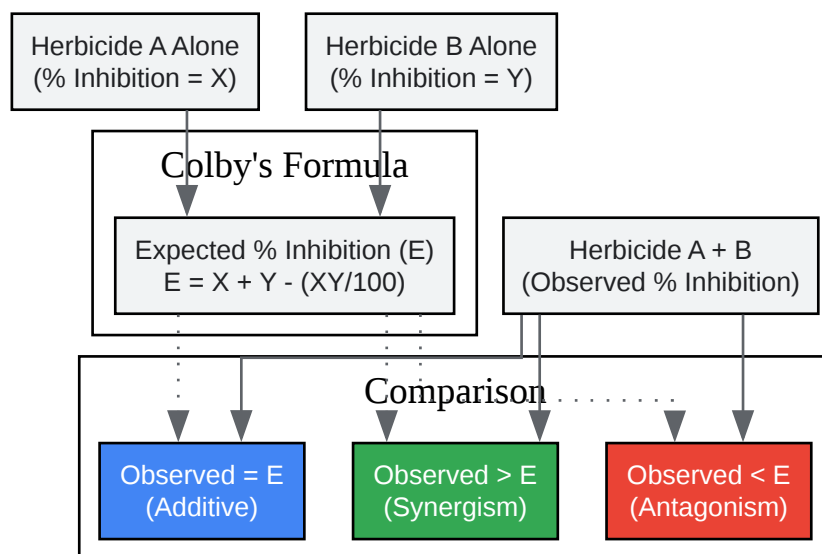 Herbicide A Alone
(% Inhibition = X)
Herbicide B Alone
(% Inhibition = Y)
Colby's Formula
Expected % Inhibition (E)
E = X + Y - (XY/100)
Herbicide A + B
(Observed % Inhibition)
Comparison
Observed = E
(Additive)
Observed > E
(Synergism)
Observed < E
(Antagonism)